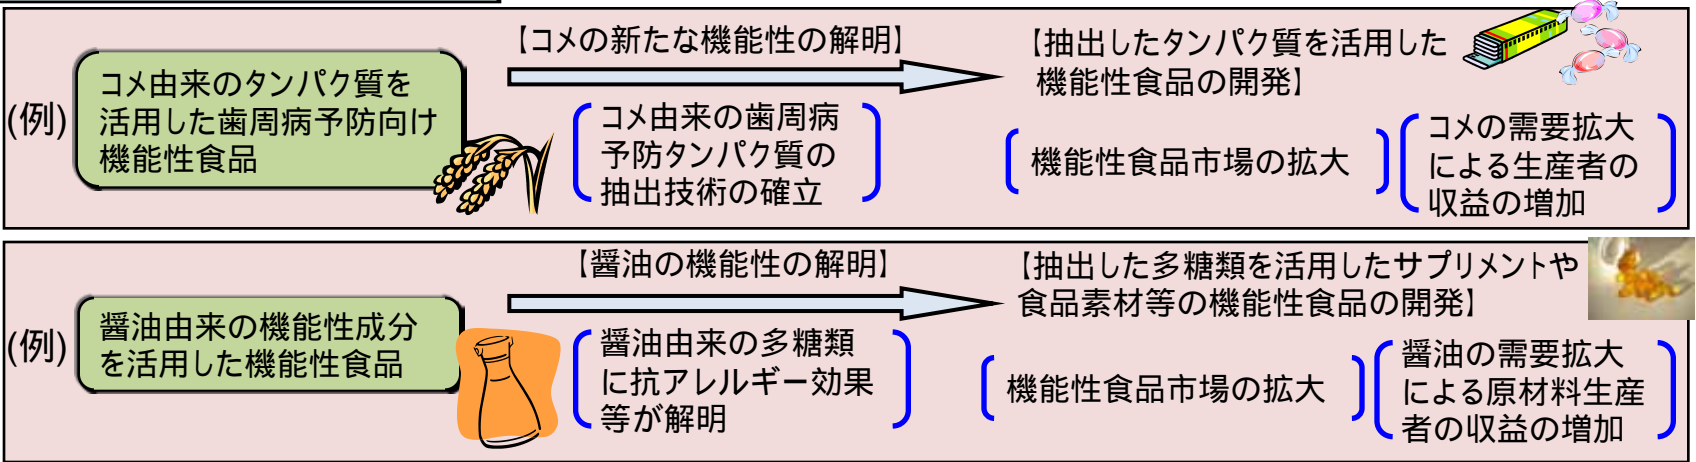 (例)
コメ由来のタンパク質を
活用した歯周病予防向け
機能性食品
【コメの新たな機能性の解明】
コメ由来の歯周病
予防タンパク質の
抽出技術の確立
【抽出したタンパク質を活用した
機能性食品の開発】
機能性食品市場の拡大
コメの需要拡大
による生産者の
収益の増加
(例)
醤油由来の機能性成分
を活用した機能性食品
【醤油の機能性の解明】
醤油由来の多糖類
に抗アレルギー効果
等が解明
【抽出した多糖類を活用したサプリメントや
食品素材等の機能性食品の開発】
機能性食品市場の拡大
醤油の需要拡大
による原材料生産
者の収益の増加